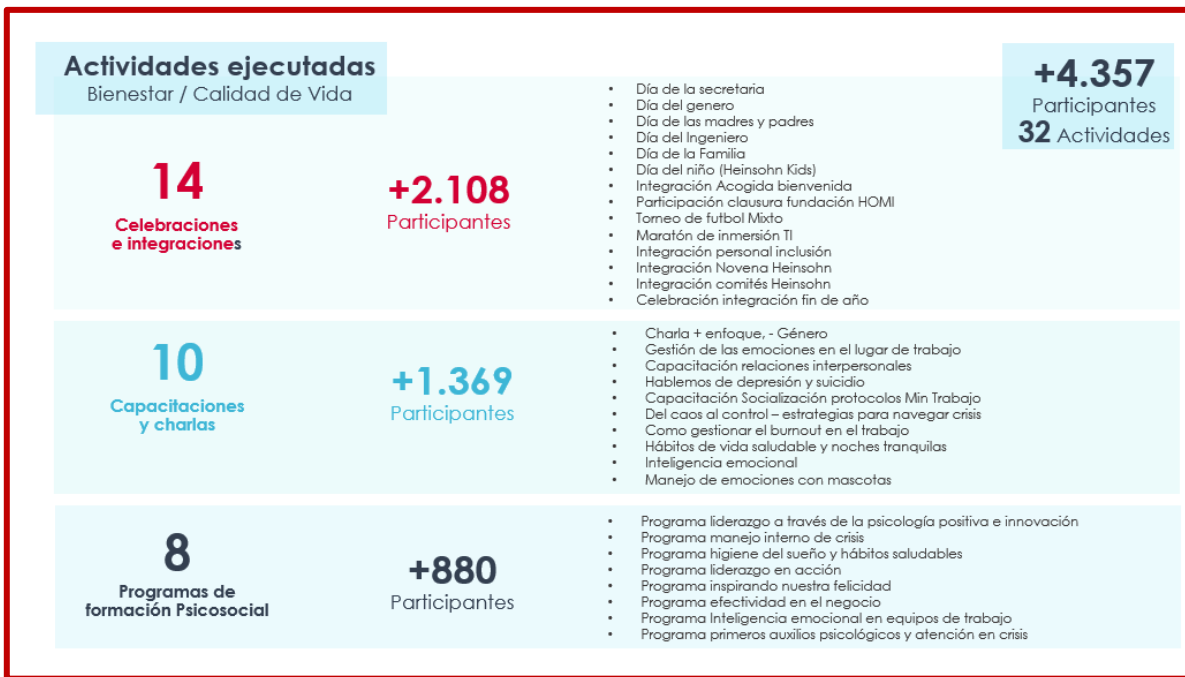 Actividades ejecutadas
Bienestar / Calidad de Vida
+4.357
Participantes
32 Actividades
14
Celebraciones
e integraciones
+2.108
Participantes
• Día de la secretaria
• Día del genero
• Día de las madres y padres
• Día del Ingeniero
• Día de la Familia
• Día del niño (Heinsohn Kids)
• Integración Acogida bienvenida
• Participación clausura fundación HOMI
• Torneo de futbol Mixto
• Maratón de inmersión TI
• Integración personal inclusión
• Integración Novena Heinsohn
• Integración comités Heinsohn
• Celebración integración fin de año
10
Capacitaciones
y charlas
+1.369
Participantes
• Charla + enfoque, - Género
• Gestión de las emociones en el lugar de trabajo
• Capacitación relaciones interpersonales
• Hablemos de depresión y suicidio
• Capacitación Socialización protocolos Min Trabajo
• Del caos al control – estrategias para navegar crisis
• Como gestionar el burnout en el trabajo
• Hábitos de vida saludable y noches tranquilas
• Inteligencia emocional
• Manejo de emociones con mascotas
8
Programas de
formación Psicosocial
+880
Participantes
• Programa liderazgo a través de la psicología positiva e innovación
• Programa manejo interno de crisis
• Programa higiene del sueño y hábitos saludables
• Programa liderazgo en acción
• Programa inspirando nuestra felicidad
• Programa efectividad en el negocio
• Programa Inteligencia emocional en equipos de trabajo
• Programa primeros auxilios psicológicos y atención en crisis